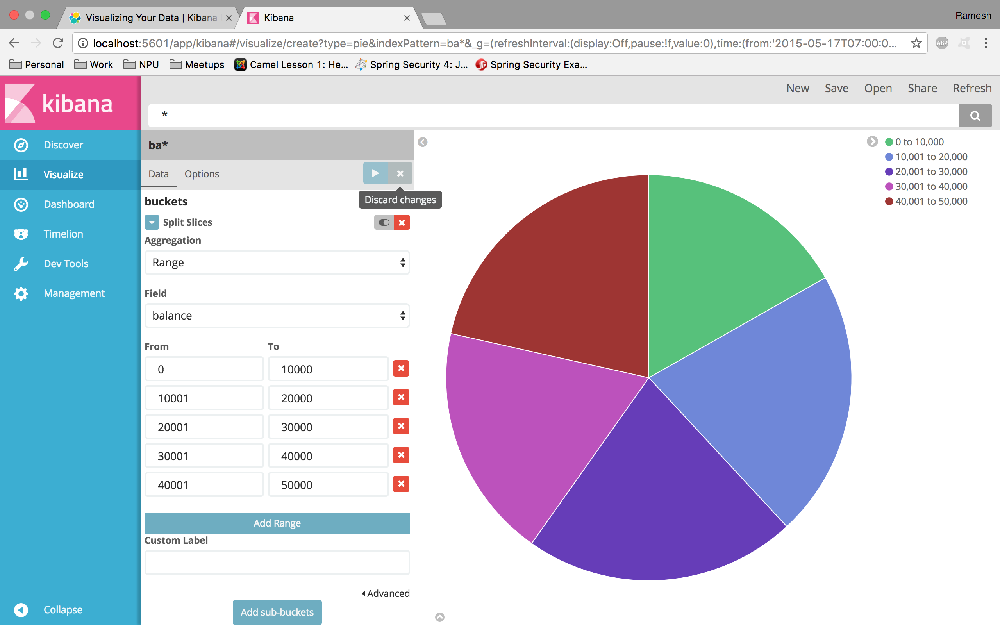 Visualizing Your Data | Kibana
Kibana
Ramesh
localhost:5601/app/kibana#/visualize/create?type=pie&indexPattern=ba*&_g=(refreshInterval:(display:Off,pause:!f,value:0),time:(from:'2015-05-17T07:00:0...
ABP
Personal
Work
NPU
Meetups
Camel Lesson 1: He...
Spring Security 4: J...
Spring Security Exa...
kibana
New
Save
Open
Share
Refresh
*
Discover
Visualize
Dashboard
Timelion
Dev Tools
Management
Collapse
ba*
Data
Options
Discard changes
buckets
Split Slices
Aggregation
Range
Field
balance
From To
0 10000
10001 20000
20001 30000
30001 40000
40001 50000
Add Range
Custom Label
Advanced
Add sub-buckets
0 to 10,000
10,001 to 20,000
20,001 to 30,000
30,001 to 40,000
40,001 to 50,000